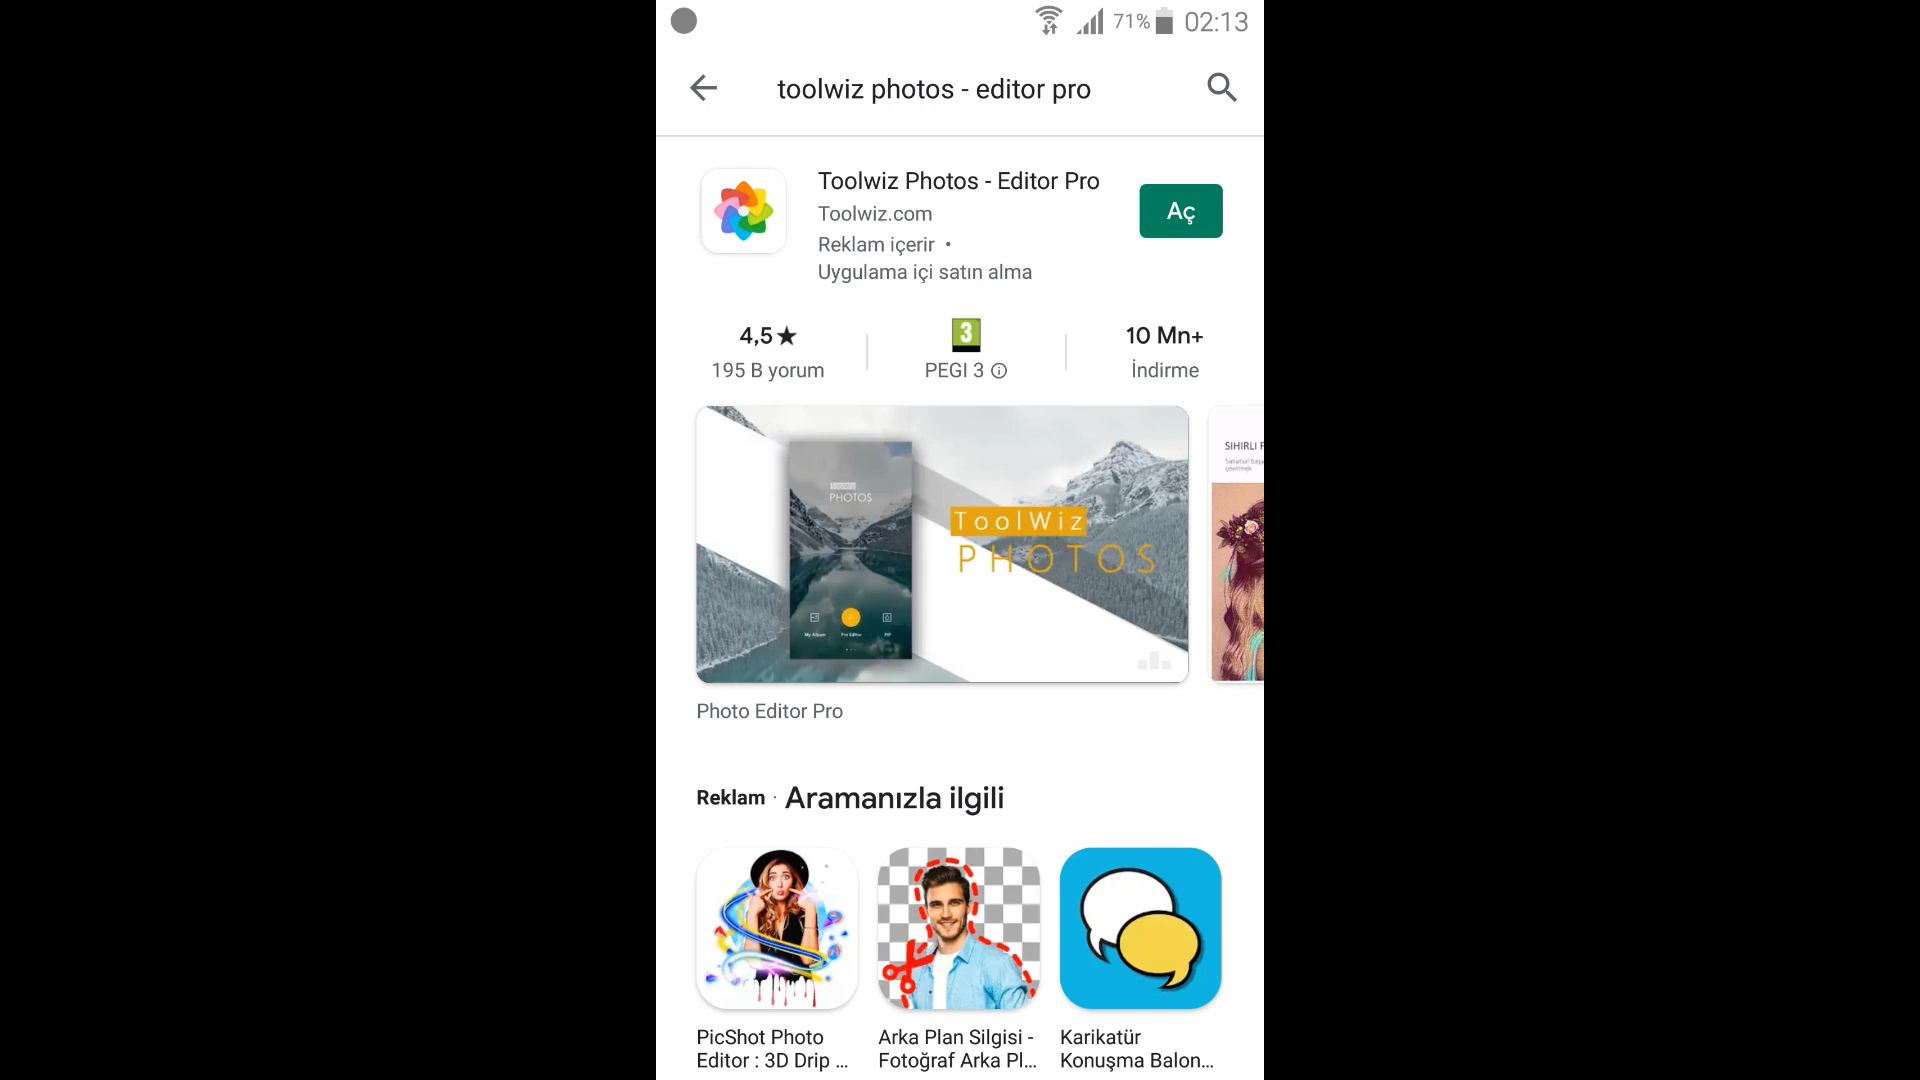 71% 02:13
toolwiz photos - editor pro
Toolwiz Photos - Editor Pro
Toolwiz.com
Reklam içerir •
Uygulama içi satın alma
Aç
4,5★
195 B yorum
3
PEGI 3
10 Mn+
İndirme
ToolWiz
PHOTOS
My Album
Pro Editor
PIP
ToolWiz
PHOTOS
SIHIRLI F
Photo Editor Pro
Reklam · Aramanızla ilgili
PicShot Photo
Editor : 3D Drip ...
Arka Plan Silgisi -
Fotoğraf Arka Pl...
Karikatür
Konuşma Balon...